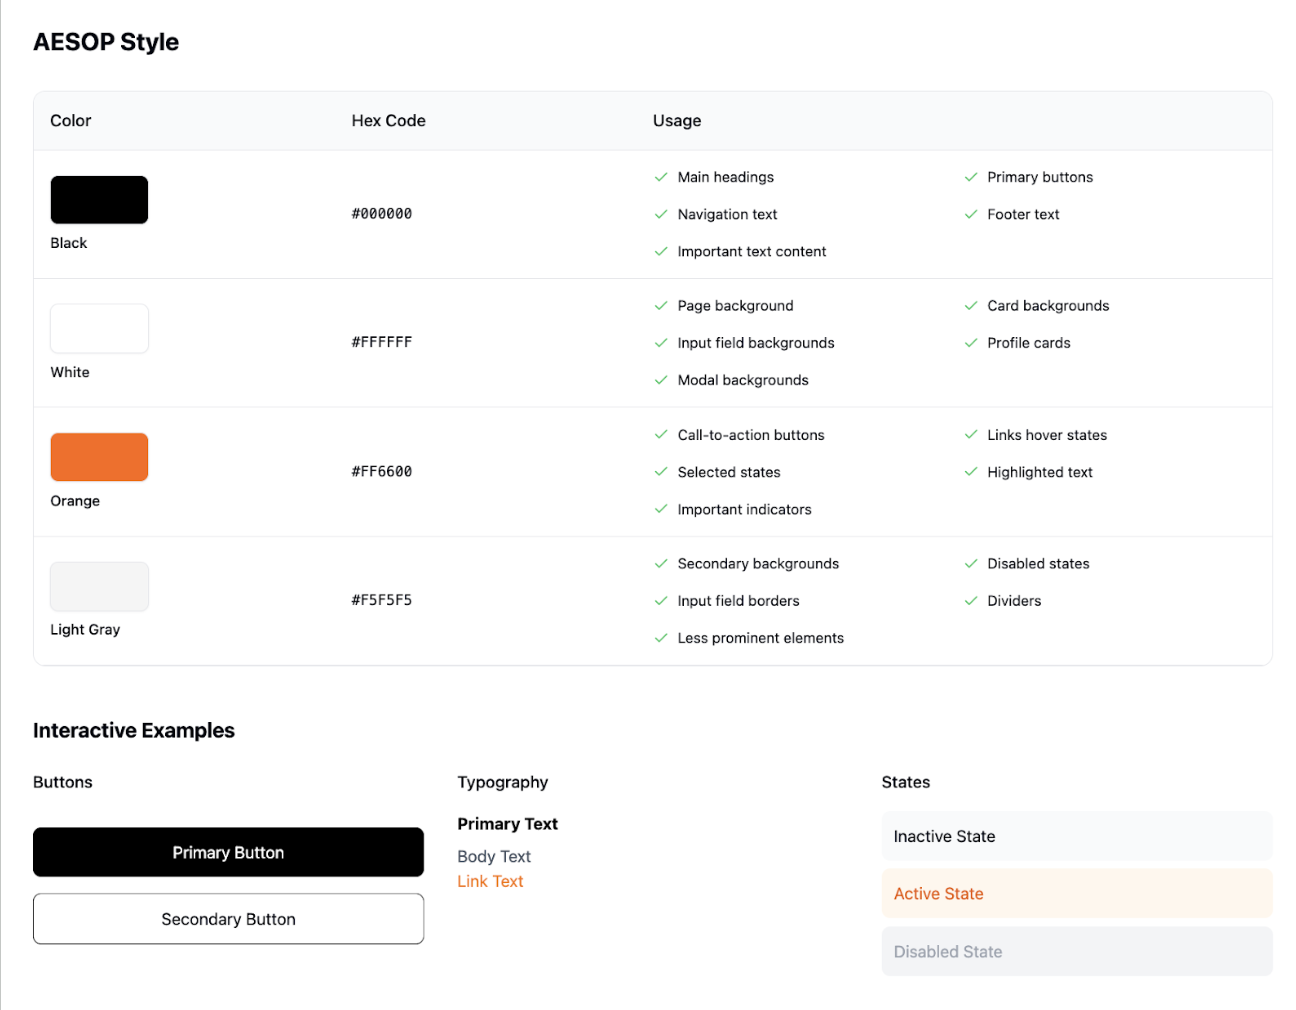 AESOP Style
Color Hex Code Usage
Black
#000000
Main headings Primary buttons
Navigation text Footer text
Important text content
White
#FFFFFF
Page background Card backgrounds
Input field backgrounds Profile cards
Modal backgrounds
Orange
#FF6600
Call-to-action buttons Links hover states
Selected states Highlighted text
Important indicators
Light Gray
#F5F5F5
Secondary backgrounds Disabled states
Input field borders Dividers
Less prominent elements
Interactive Examples
Buttons
Primary Button
Secondary Button
Typography
Primary Text
Body Text
Link Text
States
Inactive State
Active State
Disabled State